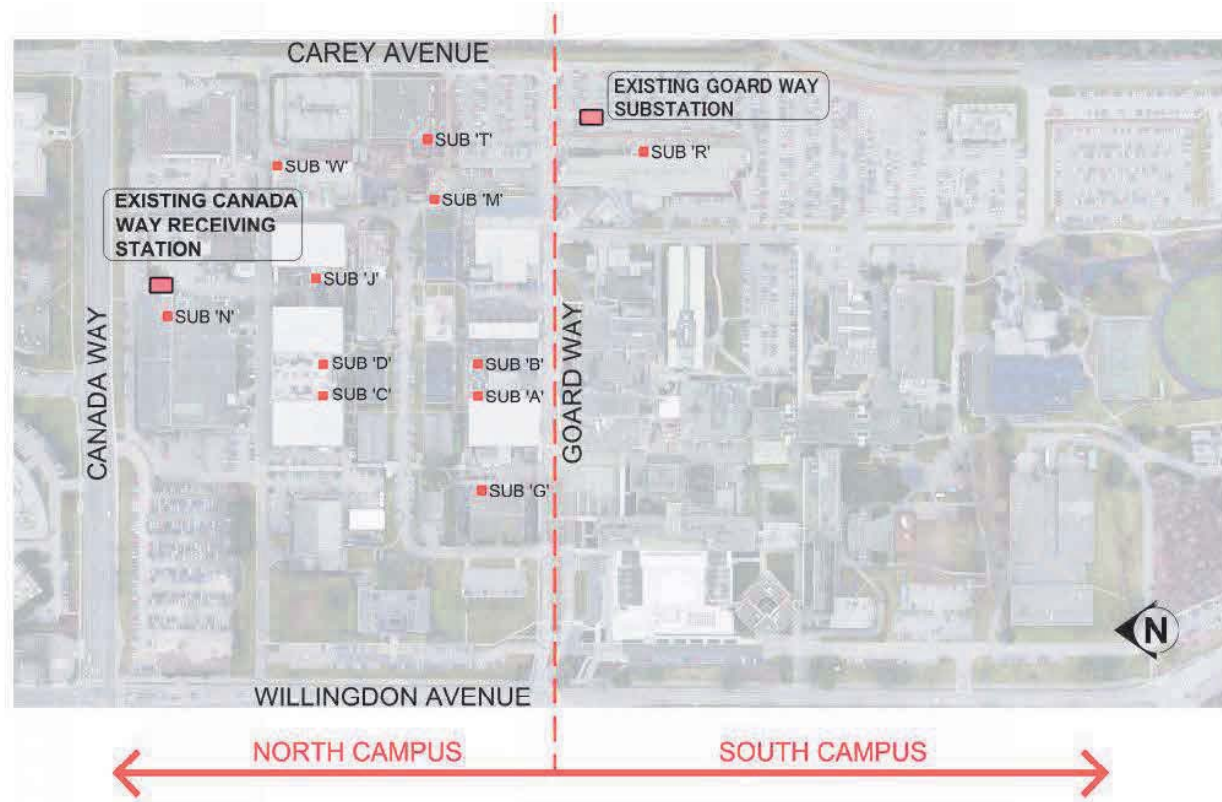 CAREY AVENUE
EXISTING GOARD WAY
SUBSTATION
SUB 'T'
SUB 'R'
SUB 'W'
EXISTING CANADA
WAY RECEIVING
STATION
SUB 'M'
SUB 'J'
SUB 'N'
CANADA WAY
GOARD WAY
SUB 'D'
SUB 'B'
SUB 'C'
SUB 'A'
SUB 'G'
N
WILLINGDON AVENUE
NORTH CAMPUS
SOUTH CAMPUS